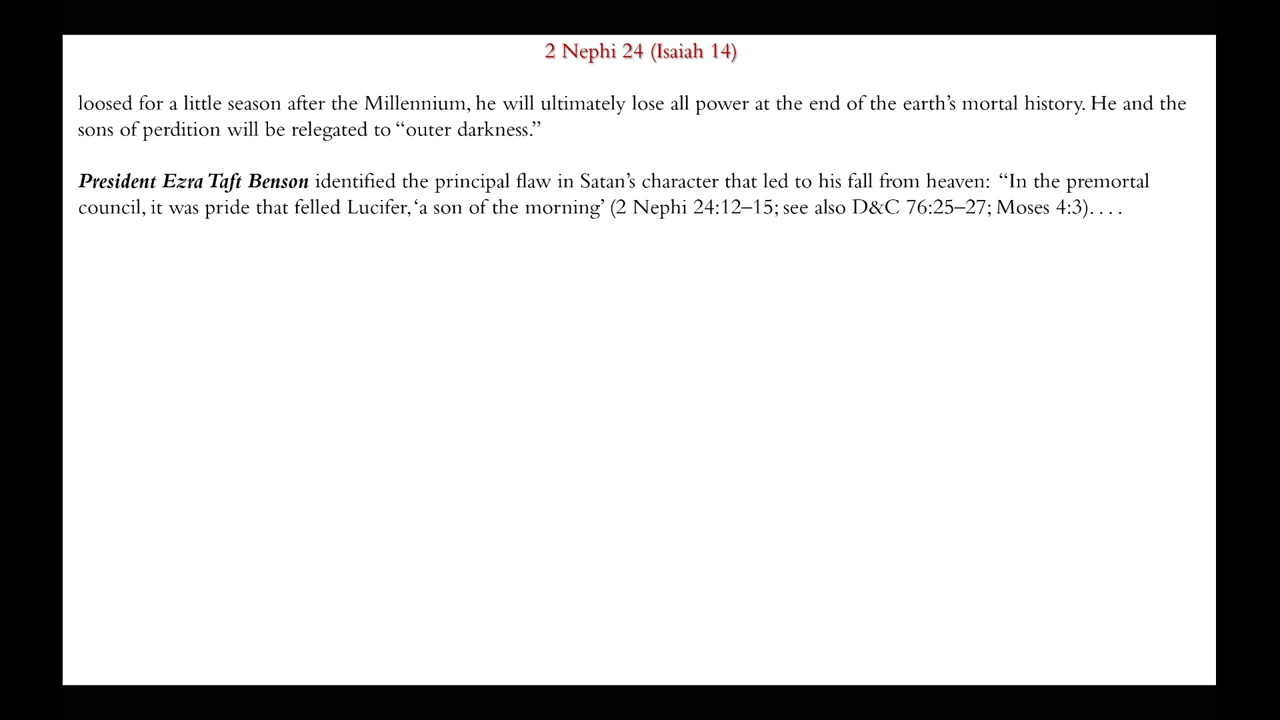 2 Nephi 24 (Isaiah 14)
loosed for a little season after the Millennium, he will ultimately lose all power at the end of the earth’s mortal history. He and the
sons of perdition will be relegated to “outer darkness.”
President Ezra Taft Benson identified the principal flaw in Satan’s character that led to his fall from heaven: “In the premortal
council, it was pride that felled Lucifer, ‘a son of the morning’ (2 Nephi 24:12–15; see also D&C 76:25–27; Moses 4:3). . . .